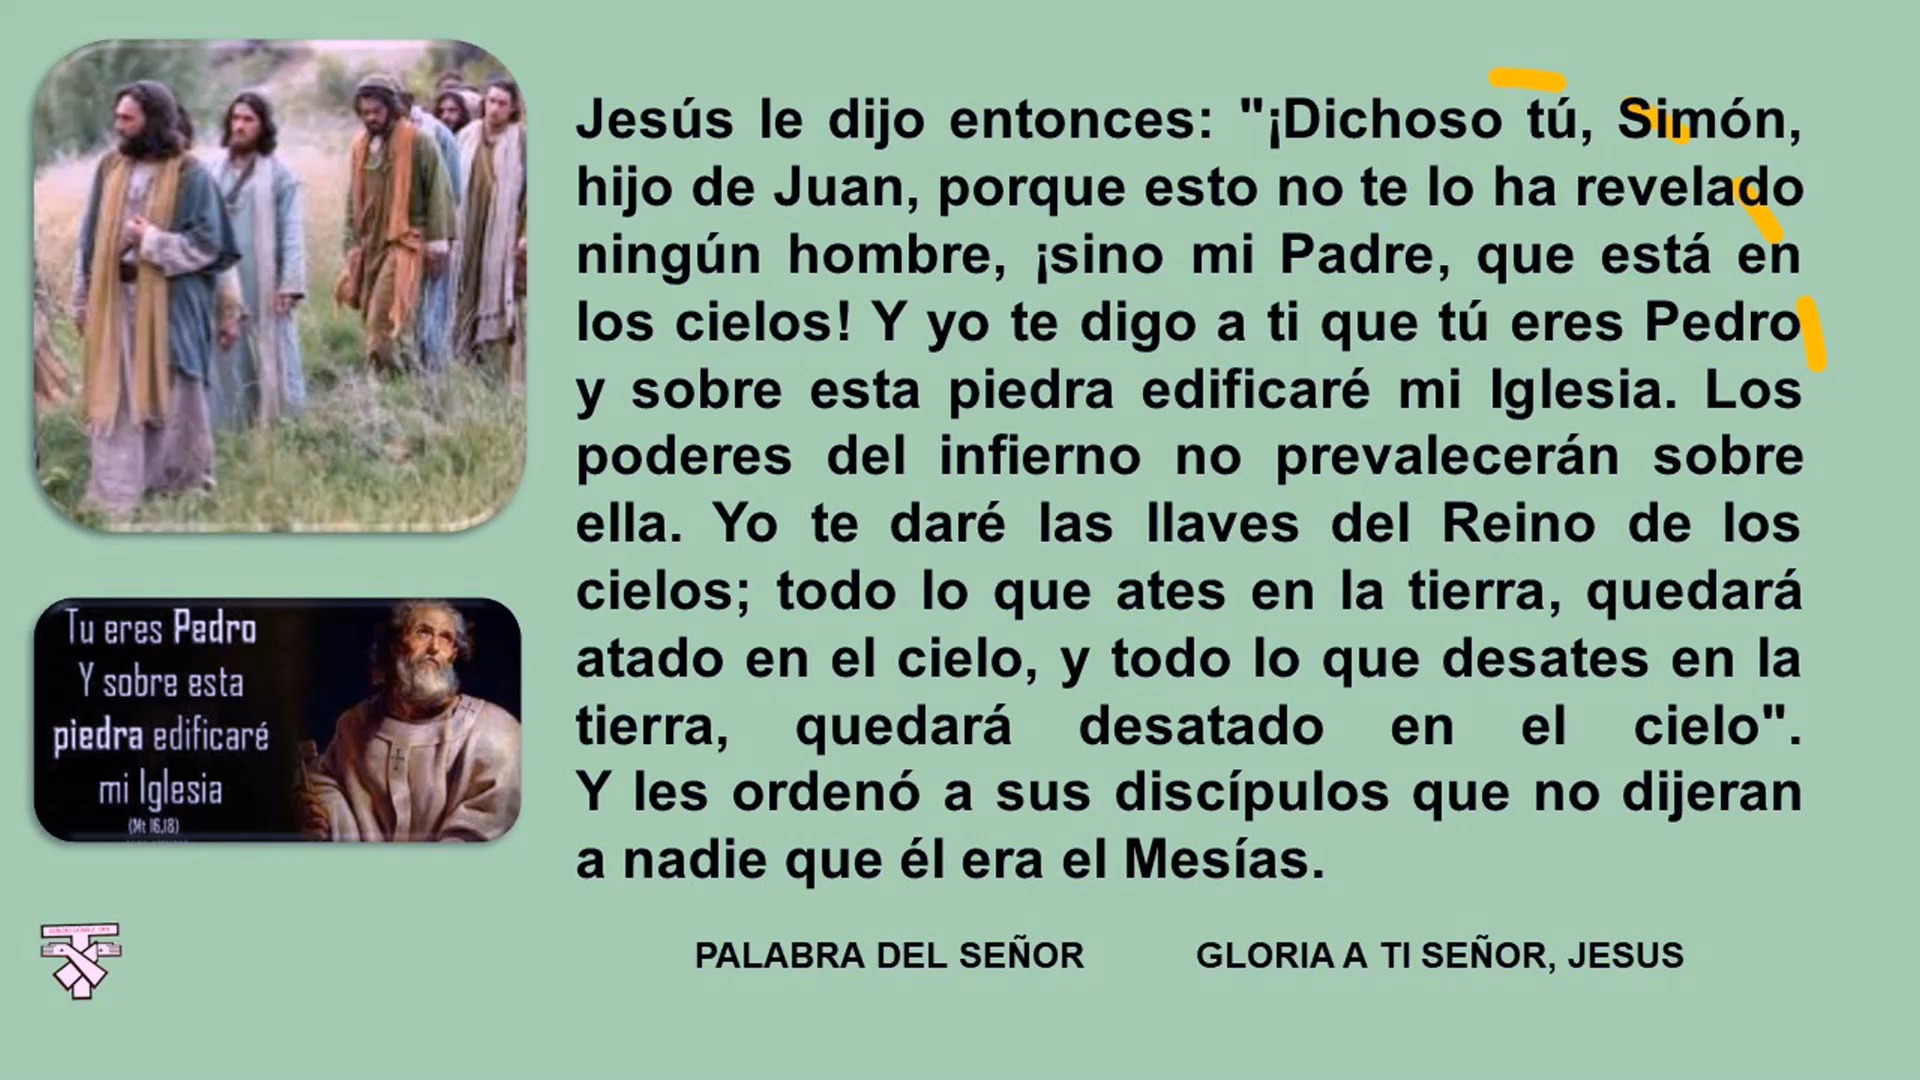 Jesús le dijo entonces: "¡Dichoso tú, Simón,
hijo de Juan, porque esto no te lo ha revelado
ningún hombre, ¡sino mi Padre, que está en
los cielos! Y yo te digo a ti que tú eres Pedro
y sobre esta piedra edificaré mi Iglesia. Los
poderes del infierno no prevalecerán sobre
ella. Yo te daré las llaves del Reino de los
cielos; todo lo que ates en la tierra, quedará
atado en el cielo, y todo lo que desates en la
tierra, quedará desatado en el cielo".
Y les ordenó a sus discípulos que no dijeran
a nadie que él era el Mesías.
Tu eres Pedro
Y sobre esta
piedra edificaré
mi Iglesia
(Mt 16,18)
PALABRA DEL SEÑOR GLORIA A TI SEÑOR, JESUS